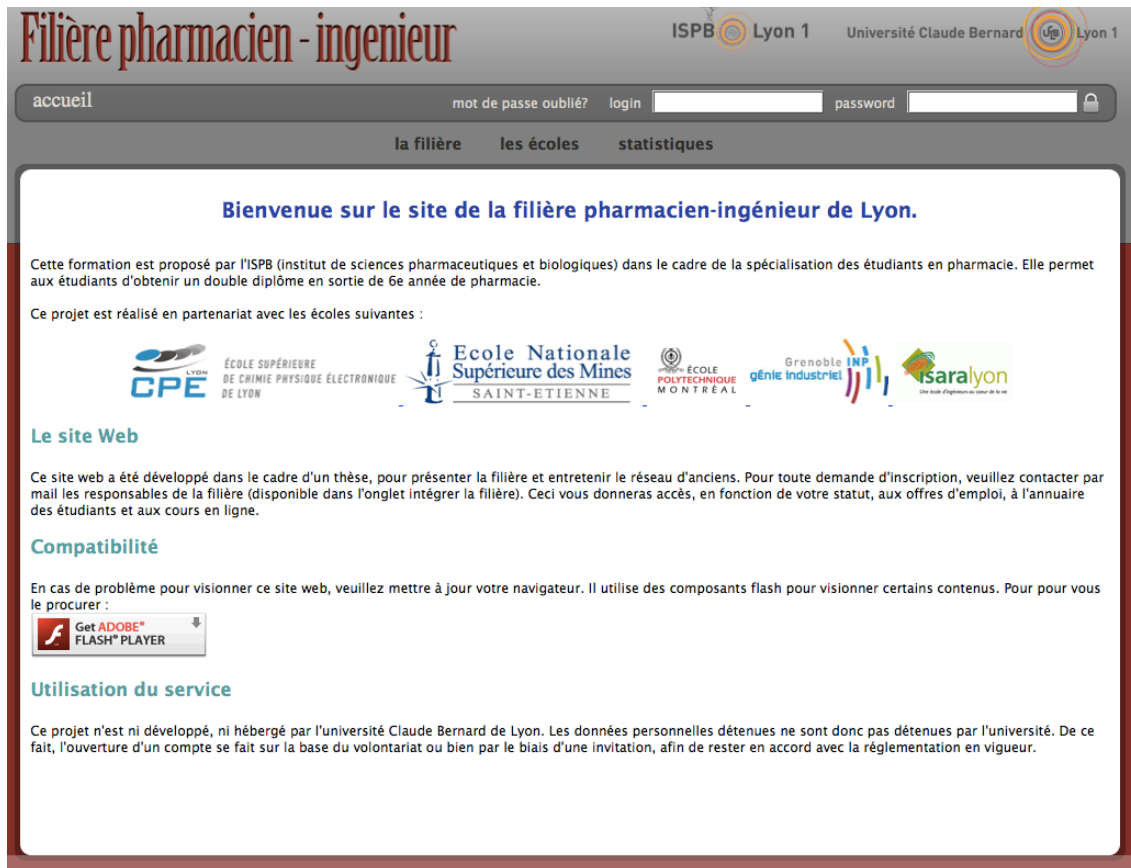 Filière pharmacien - ingenieur
ISPB Lyon 1
Université Claude Bernard UCB Lyon 1
accueil
mot de passe oublié? login password
la filière les écoles statistiques
Bienvenue sur le site de la filière pharmacien-ingénieur de Lyon.
Cette formation est proposé par l'ISPB (institut de sciences pharmaceutiques et biologiques) dans le cadre de la spécialisation des étudiants en pharmacie. Elle permet
aux étudiants d'obtenir un double diplôme en sortie de 6e année de pharmacie.
Ce projet est réalisé en partenariat avec les écoles suivantes :
CPE LYON
ÉCOLE SUPÉRIEURE
DE CHIMIE PHYSIQUE ÉLECTRONIQUE
DE LYON
Ecole Nationale
Supérieure des Mines
SAINT-ETIENNE
ÉCOLE
POLYTECHNIQUE
MONTRÉAL
Grenoble INP
génie industriel
isaralyon
Une école d'ingénieurs au coeur de la vie
Le site Web
Ce site web a été développé dans le cadre d'un thèse, pour présenter la filière et entretenir le réseau d'anciens. Pour toute demande d'inscription, veuillez contacter par
mail les responsables de la filière (disponible dans l'onglet intégrer la filière). Ceci vous donneras accès, en fonction de votre statut, aux offres d'emploi, à l'annuaire
des étudiants et aux cours en ligne.
Compatibilité
En cas de problème pour visionner ce site web, veuillez mettre à jour votre navigateur. Il utilise des composants flash pour visionner certains contenus. Pour pour vous
le procurer :
Get ADOBE®
FLASH® PLAYER
Utilisation du service
Ce projet n'est ni développé, ni hébergé par l'université Claude Bernard de Lyon. Les données personnelles détenues ne sont donc pas détenues par l'université. De ce
fait, l'ouverture d'un compte se fait sur la base du volontariat ou bien par le biais d'une invitation, afin de rester en accord avec la réglementation en vigueur.